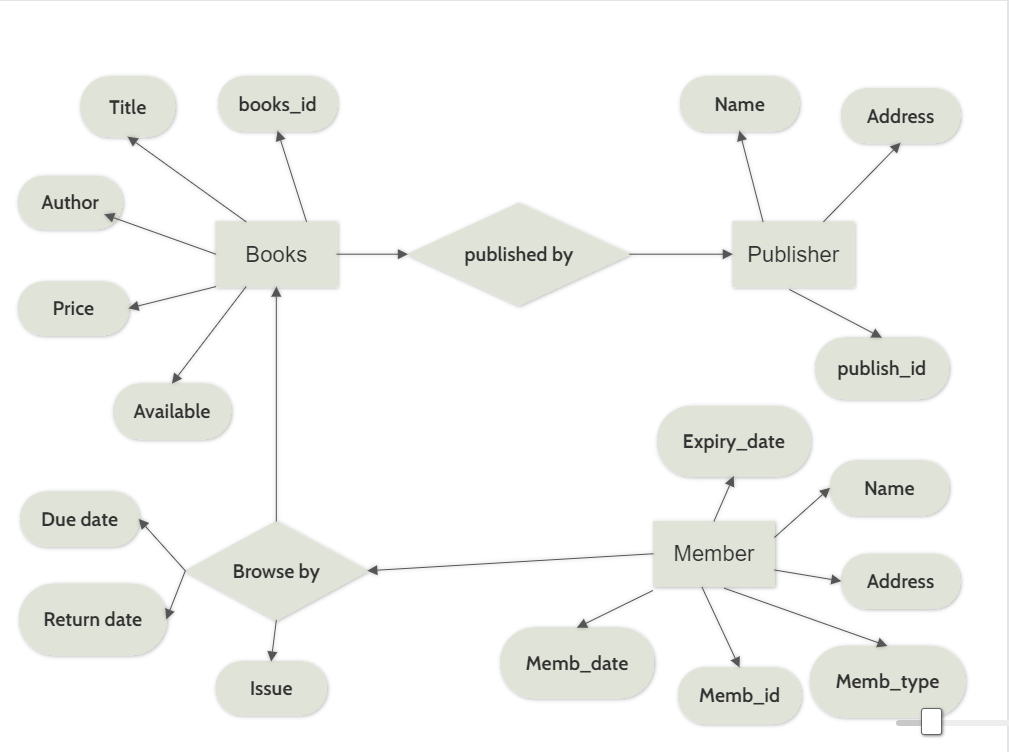 Title
books_id
Name
Address
Author
Books
published by
Publisher
Price
publish_id
Available
Expiry_date
Name
Due date
Member
Browse by
Address
Return date
Memb_date
Memb_type
Issue
Memb_id